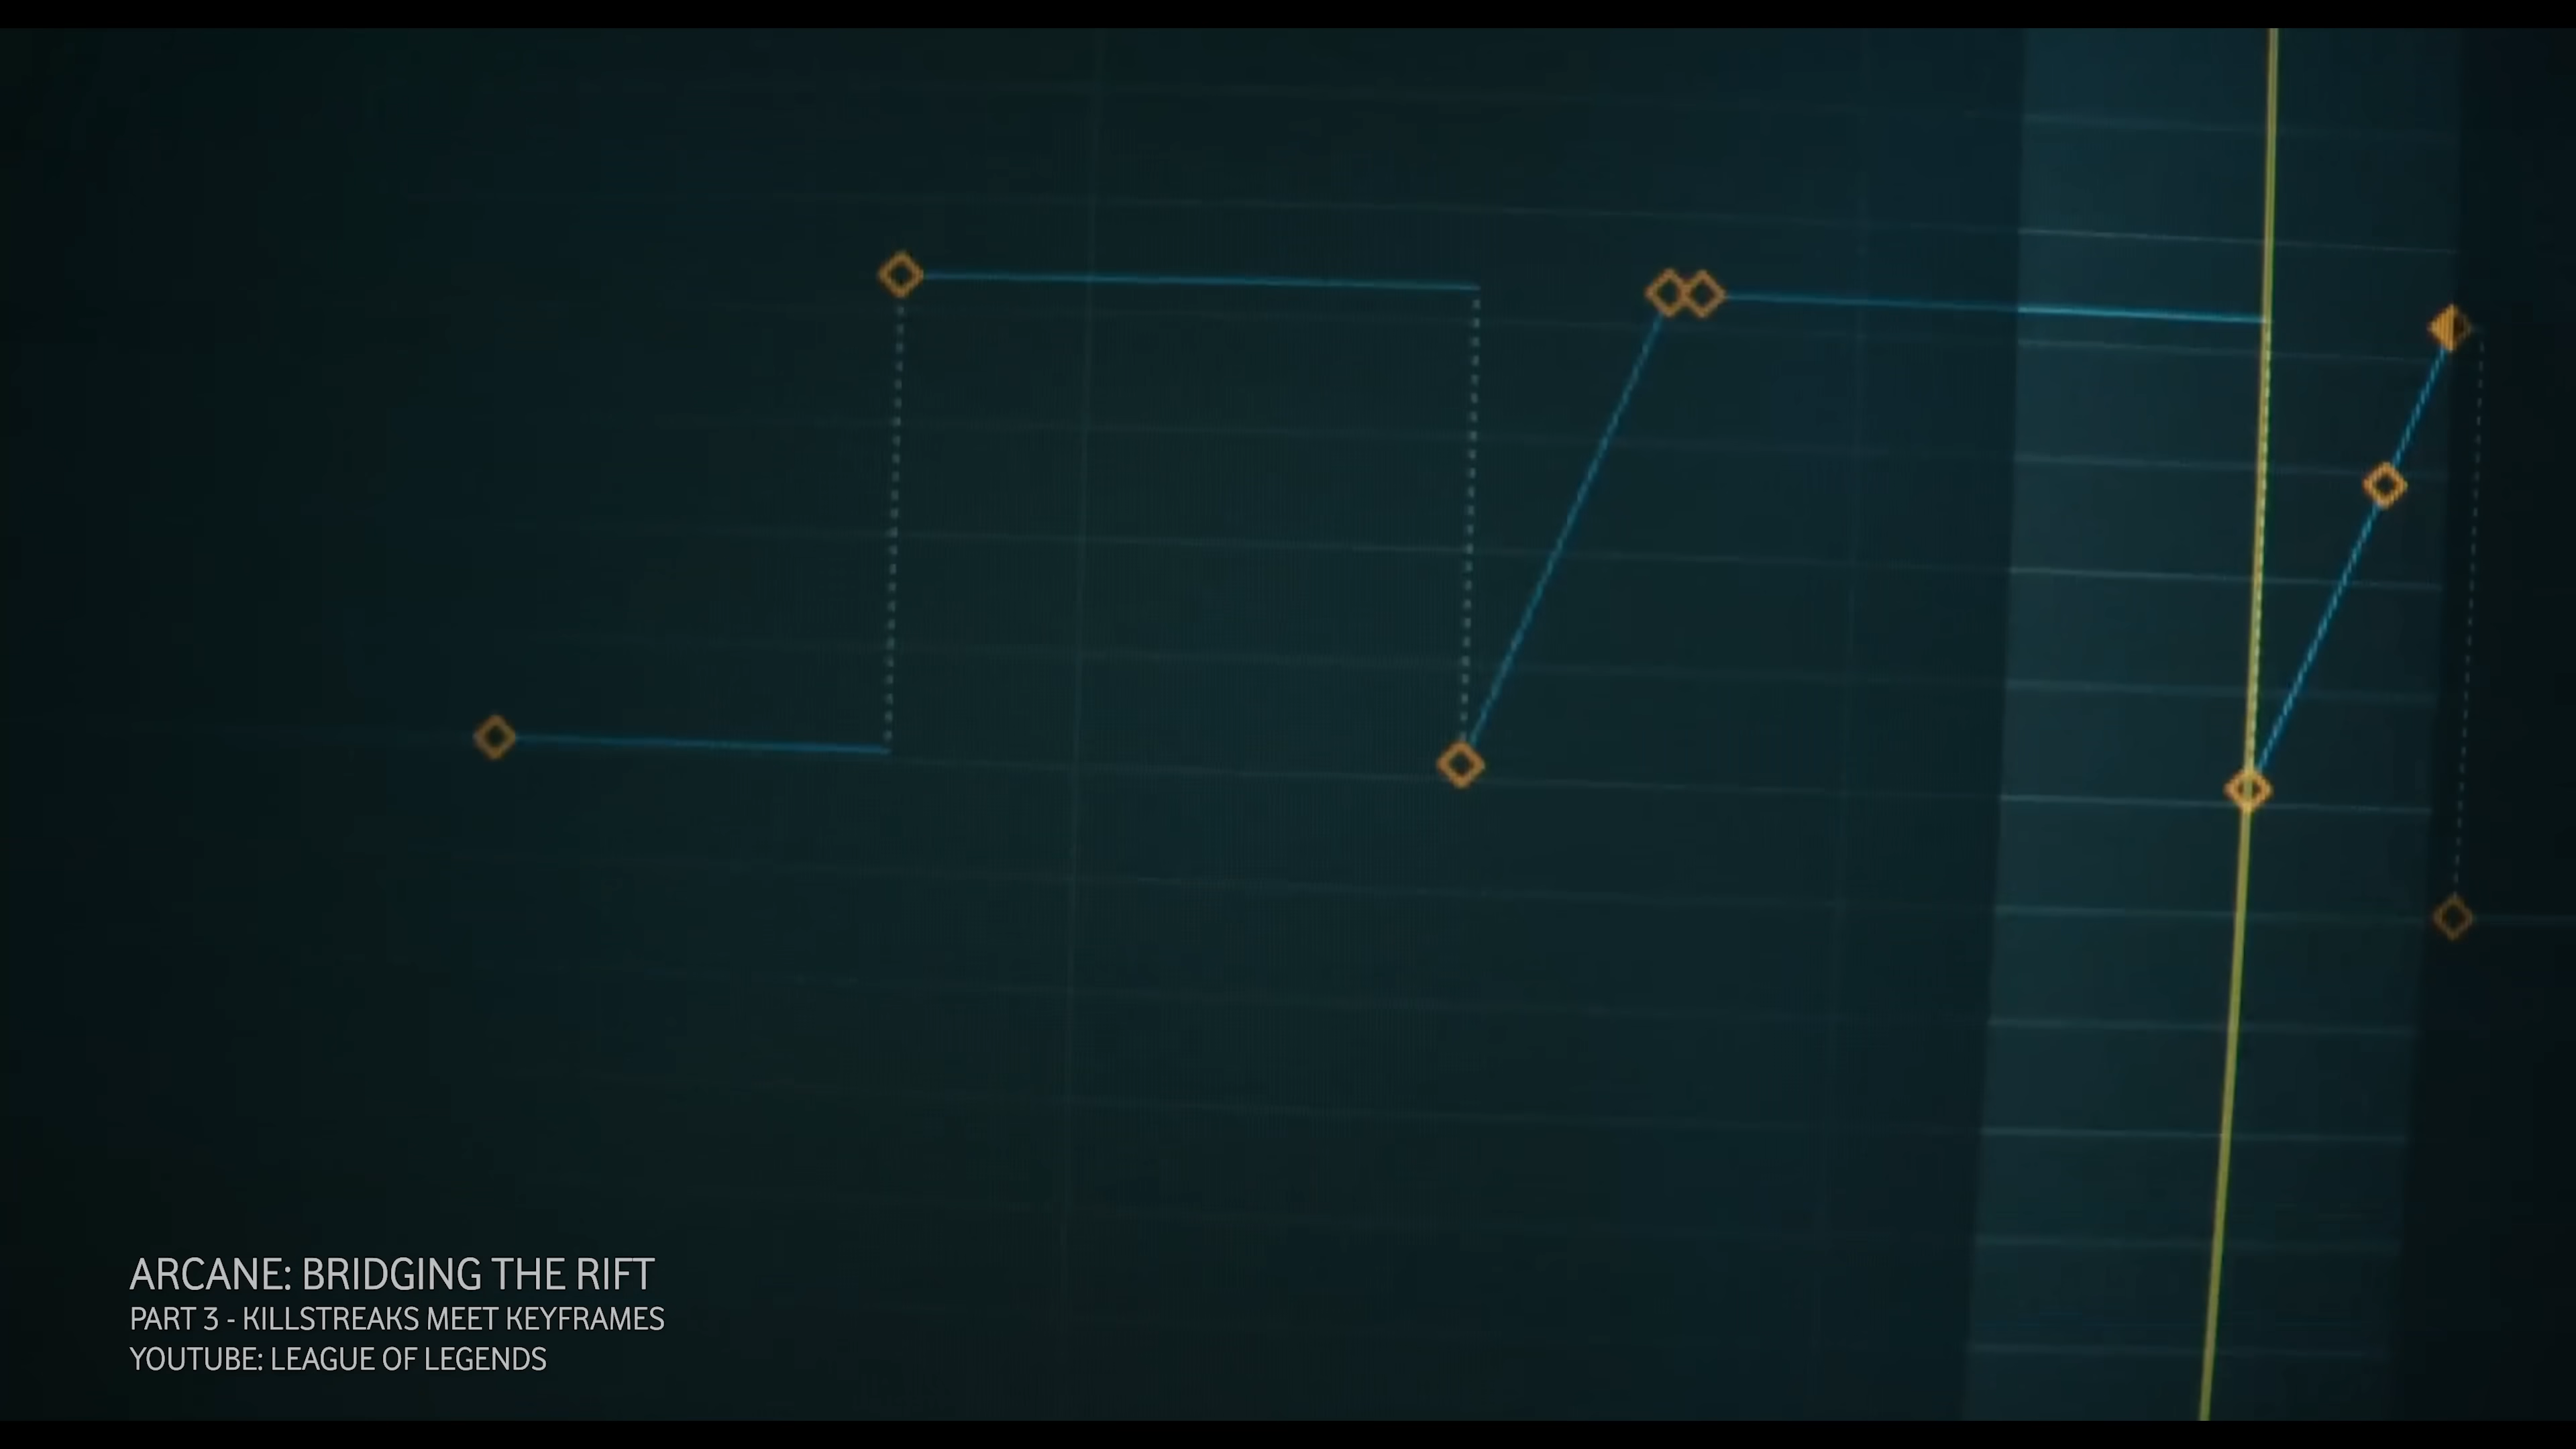 ARCANE: BRIDGING THE RIFT
PART 3 - KILLSTREAKS MEET KEYFRAMES
YOUTUBE: LEAGUE OF LEGENDS